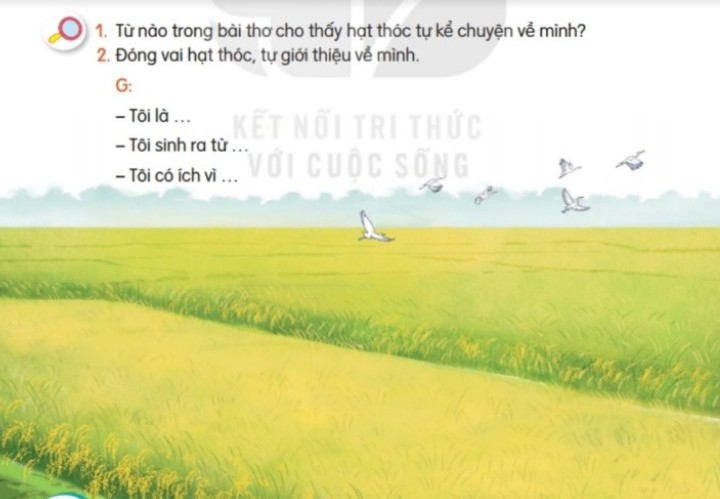 1. Từ nào trong bài thơ cho thấy hạt thóc tự kể chuyện về mình?
2. Đóng vai hạt thóc, tự giới thiệu về mình.
G:
– Tôi là ...
– Tôi sinh ra từ ...
– Tôi có ích vì ...
KẾT NỐI TRI THỨC
VỚI CUỘC SỐNG